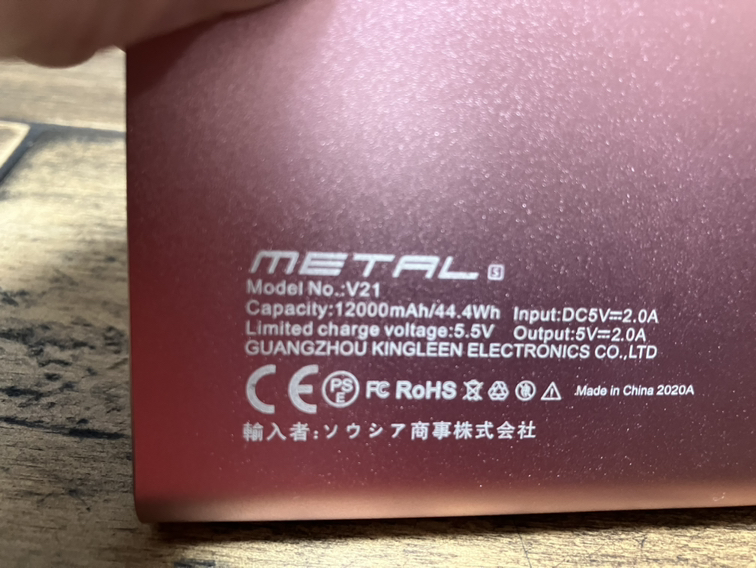 METAL S
Model No.:V21
Capacity:12000mAh/44.4Wh Input:DC5V⎓2.0A
Limited charge voltage:5.5V Output:5V⎓2.0A
GUANGZHOU KINGLEEN ELECTRONICS CO.,LTD
CE PSE FC RoHS Made in China 2020A
輸入者:ソウシア商事株式会社